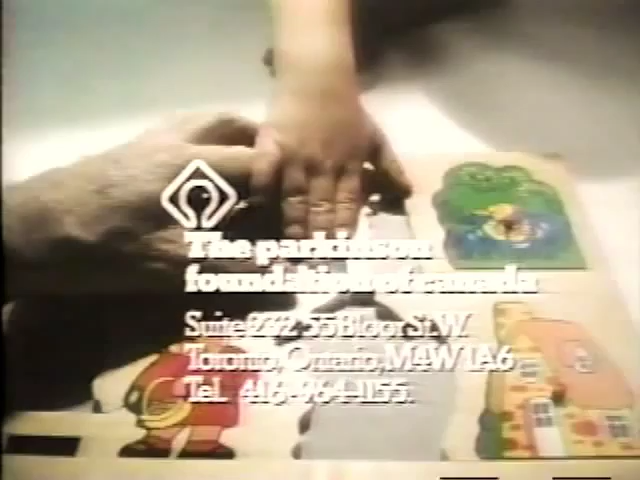 The parkinson
foundation of canada
Suite 232 55 Bloor St. W.
Toronto, Ontario, M4W 1A6
Tel. 416-964-1155.